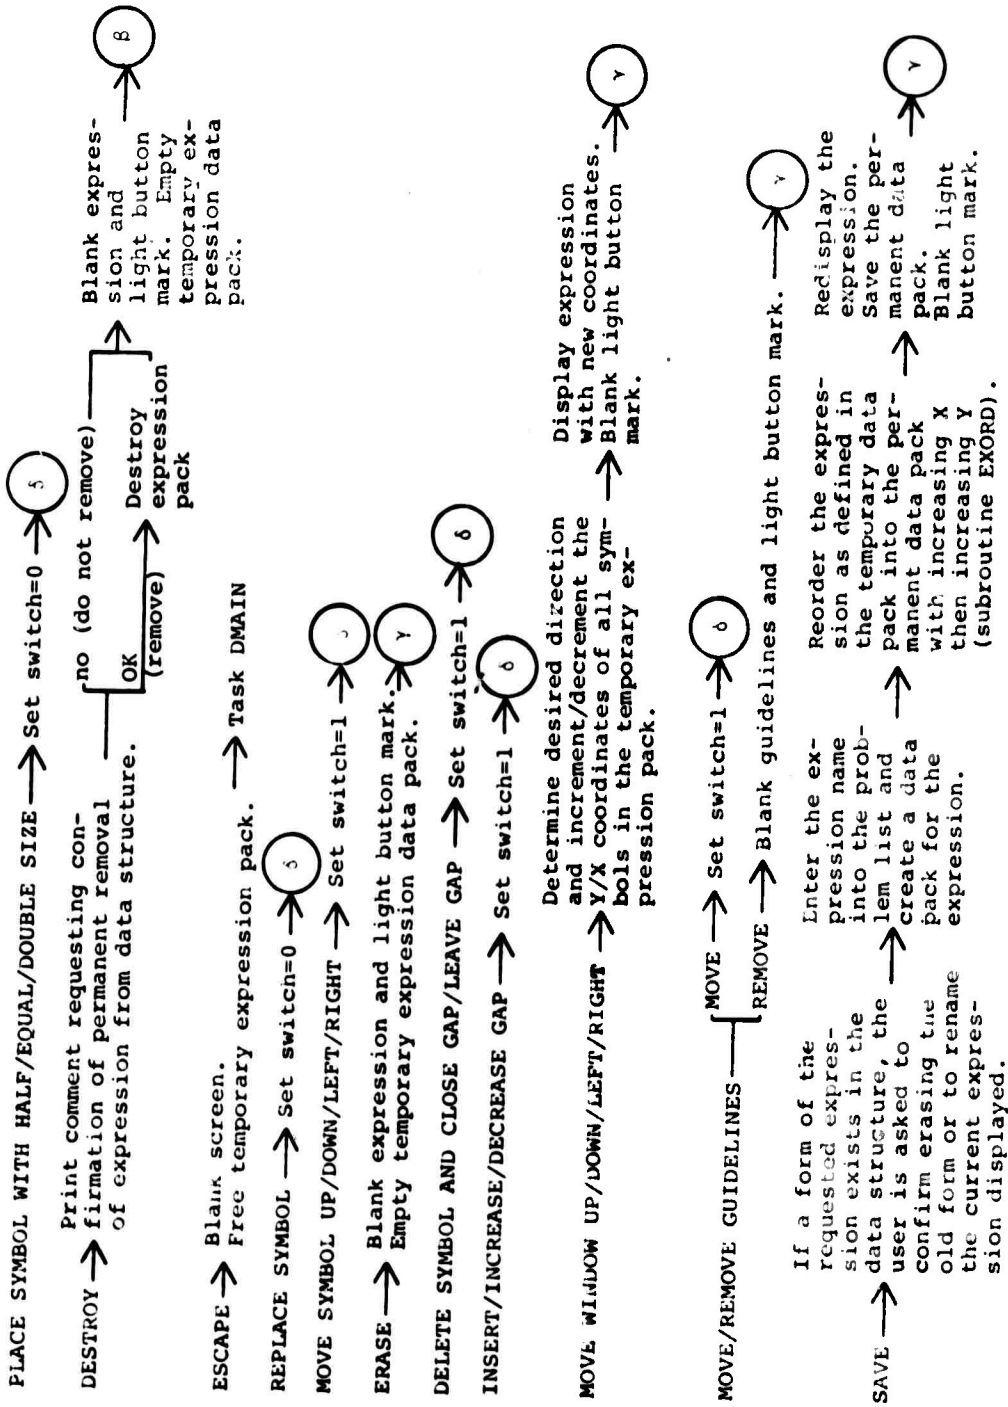 PLACE SYMBOL WITH HALF/EQUAL/DOUBLE SIZE → Set switch=0 → δ
DESTROY → Print comment requesting con-
firmation of permanent removal
of expression from data structure.
no (do not remove)
OK
(remove)
Destroy
expression
pack
Blank expres-
sion and
light button
mark. Empty
temporary ex-
pression data
pack.
β
ESCAPE → Blank screen.
Free temporary expression pack. → Task DMAIN
REPLACE SYMBOL → Set switch=0 → δ
MOVE SYMBOL UP/DOWN/LEFT/RIGHT → Set switch=1 →
ERASE → Blank expression and light button mark.
Empty temporary expression data pack. → γ
DELETE SYMBOL AND CLOSE GAP/LEAVE GAP → Set switch=1 → δ
INSERT/INCREASE/DECREASE GAP → Set switch=1 → δ
MOVE WINDOW UP/DOWN/LEFT/RIGHT →
Determine desired direction
and increment/decrement the
Y/X coordinates of all sym-
bols in the temporary ex-
pression pack.
→
Display expression
with new coordinates.
Blank light button
mark.
→ γ
MOVE/REMOVE GUIDELINES
MOVE → Set switch=1 → δ
REMOVE → Blank guidelines and light button mark. → γ
SAVE →
If a form of the
requested expres-
sion exists in the
data structure, the
user is asked to
confirm erasing the
old form or to rename
the current expres-
sion displayed.
→
Enter the ex-
pression name
into the prob-
lem list and
create a data
pack for the
expression.
→
Reorder the expres-
sion as defined in
the temporary data
pack into the per-
manent data pack
with increasing X
then increasing Y
(subroutine EXORD).
→
Redisplay the
expression.
Save the per-
manent data
pack.
Blank light
button mark.
→ γ